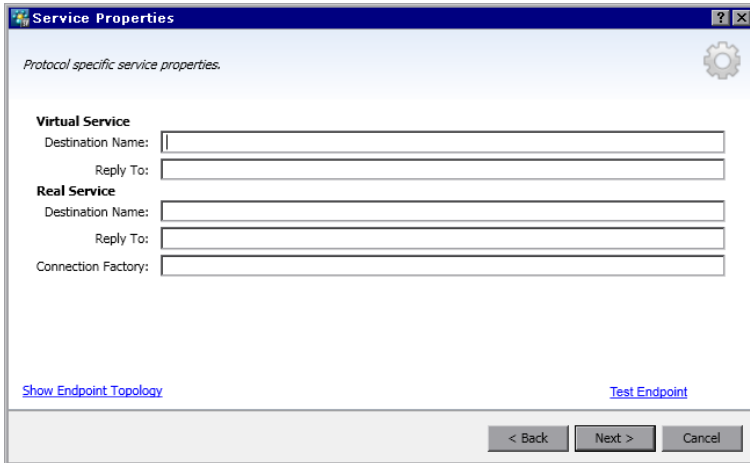 Service Properties
Protocol specific service properties.
Virtual Service
Destination Name:
Reply To:
Real Service
Destination Name:
Reply To:
Connection Factory:
Show Endpoint Topology
Test Endpoint
< Back
Next >
Cancel